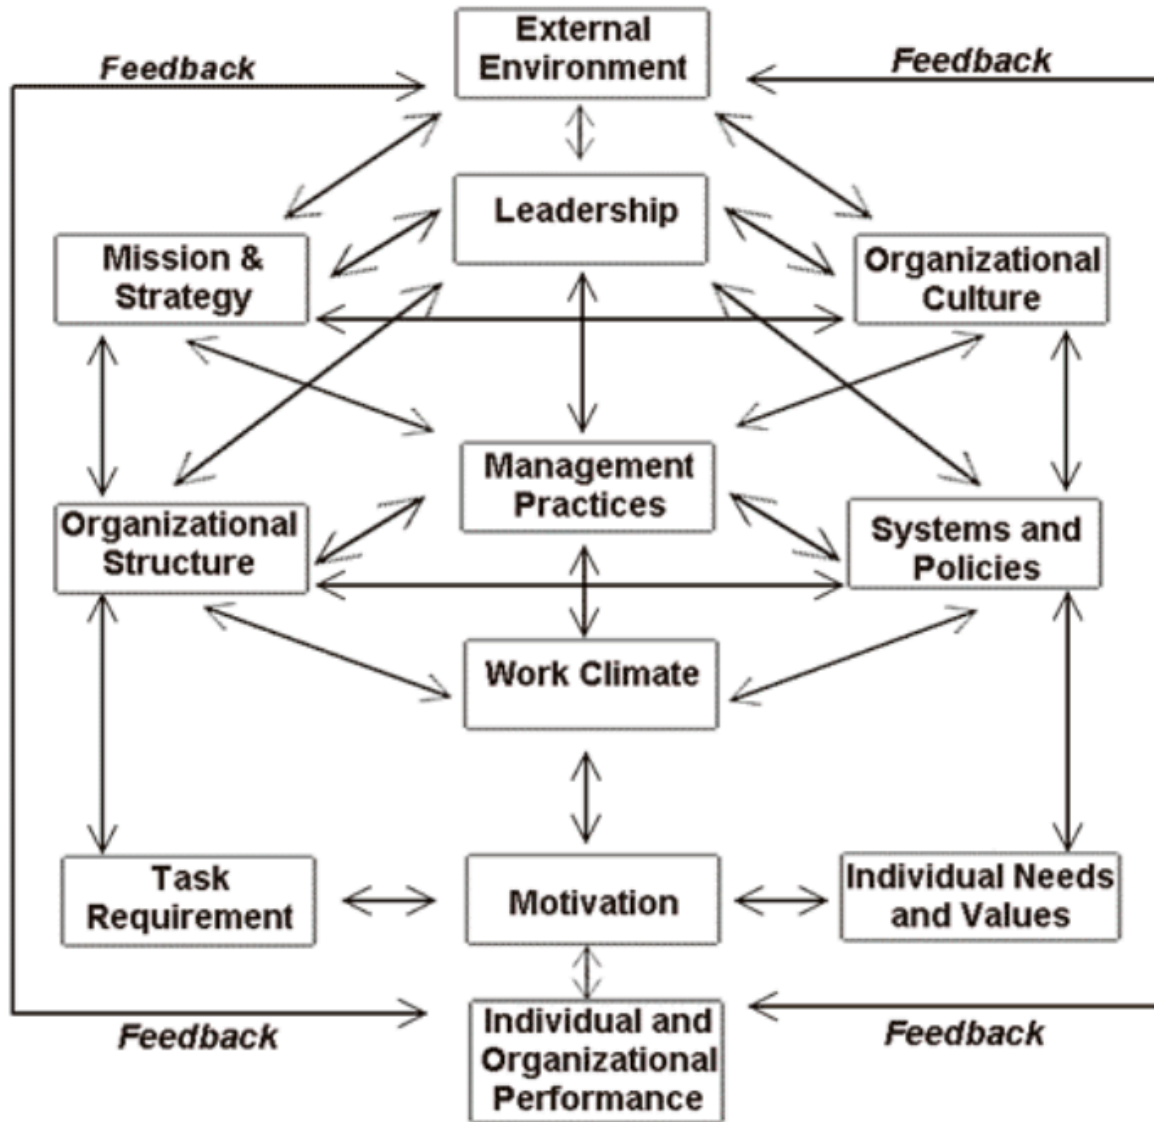 External
Environment
Feedback
Feedback
Leadership
Mission &
Strategy
Organizational
Culture
Management
Practices
Organizational
Structure
Systems and
Policies
Work Climate
Task
Requirement
Motivation
Individual Needs
and Values
Individual and
Organizational
Performance
Feedback
Feedback